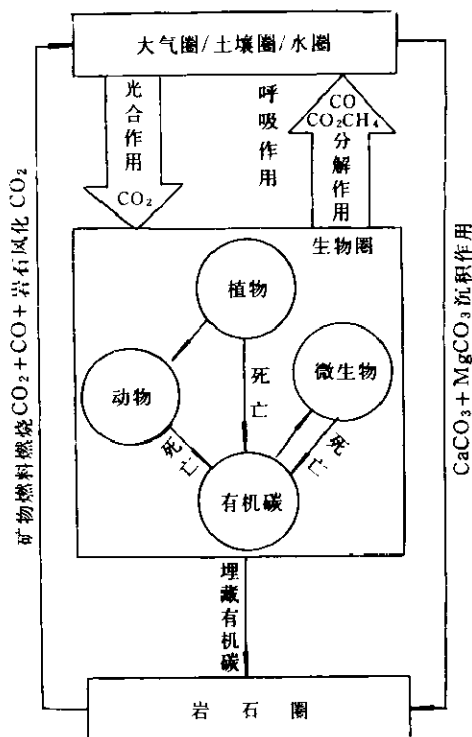 大气圈/土壤圈/水圈
光合作用
CO₂
呼吸作用
CO
CO₂CH₄
分解作用
生物圈
植物
动物
微生物
死亡
死亡
死亡
有机碳
埋藏有机碳
岩石圈
矿物燃料燃烧CO₂+CO+岩石风化CO₂
CaCO₃+MgCO₃沉积作用